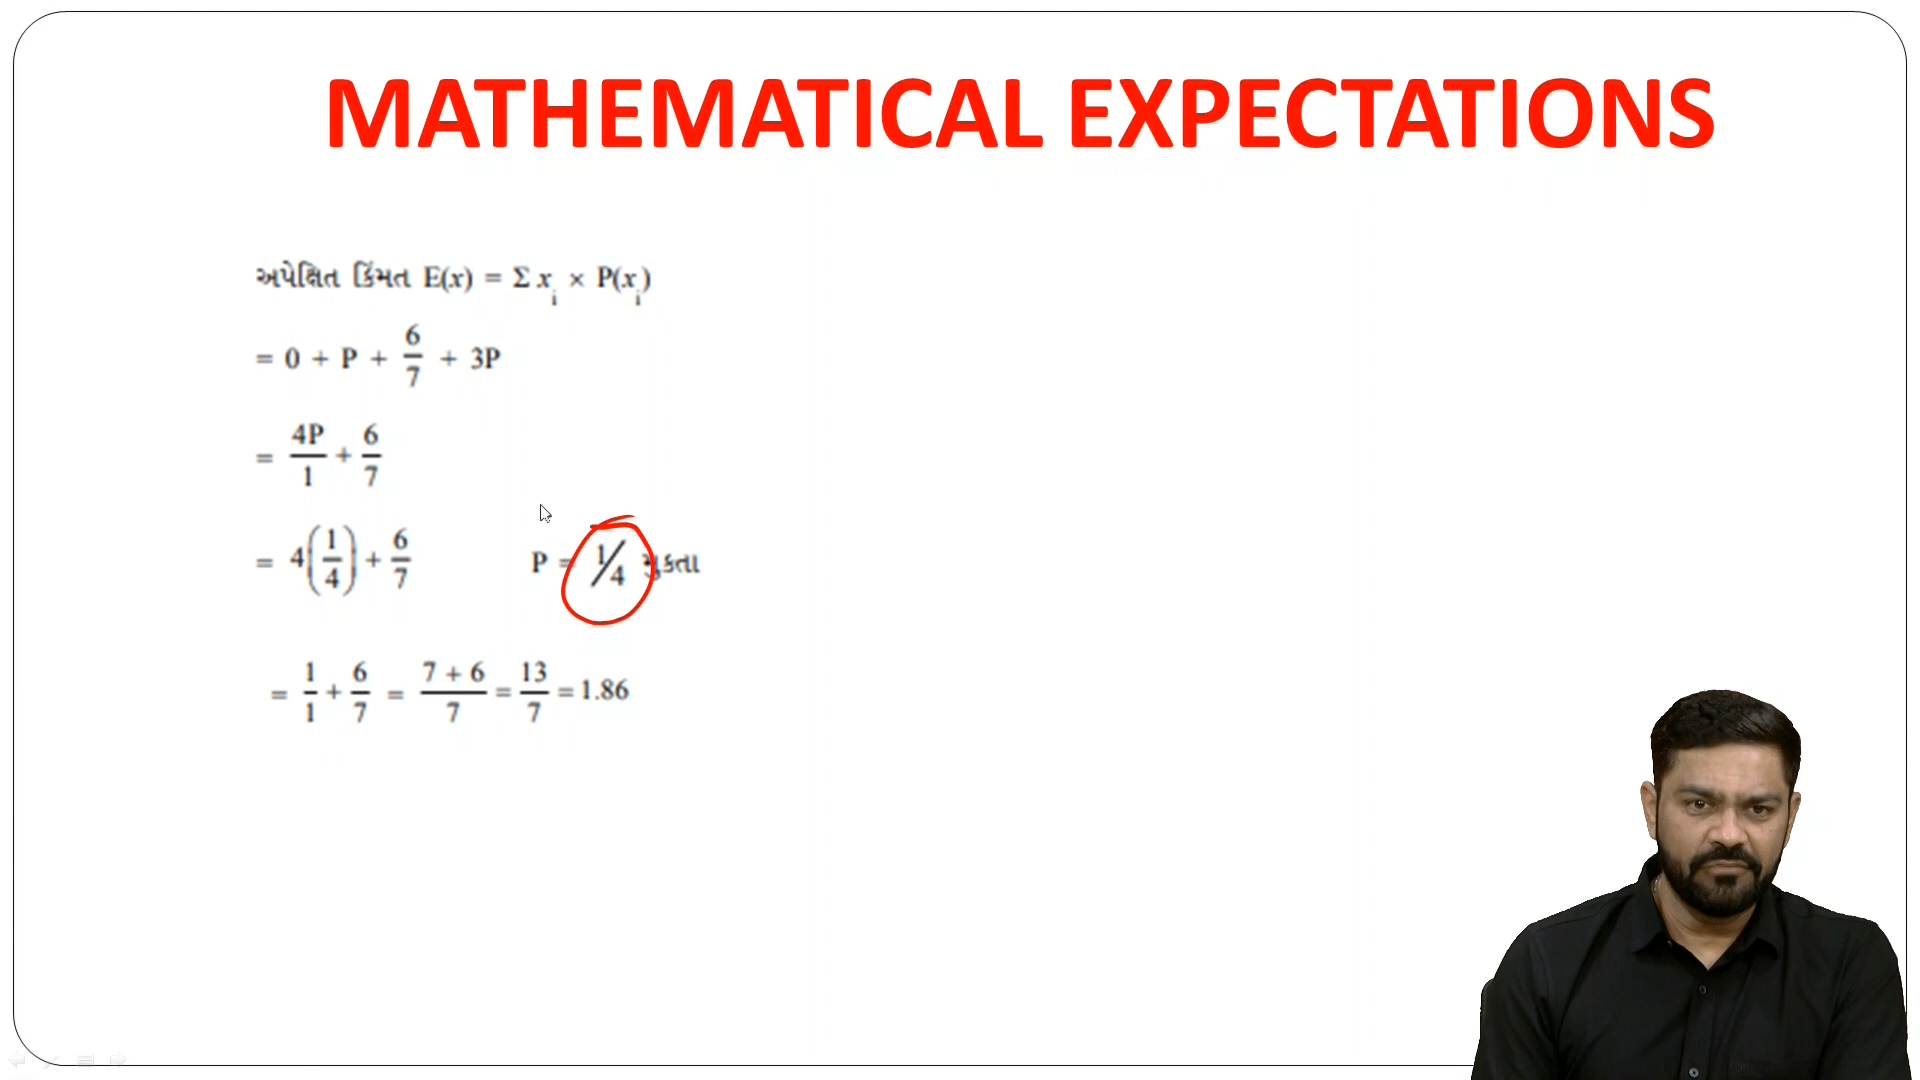 MATHEMATICAL EXPECTATIONS
અપેક્ષિત કિંમત E(x) = Σ xᵢ × P(xᵢ)
= 0 + P + 6/7 + 3P
= 4P/1 + 6/7
= 4(1/4) + 6/7 P = 1/4 મુકતા
= 1/1 + 6/7 = 7 + 6/7 = 13/7 = 1.86